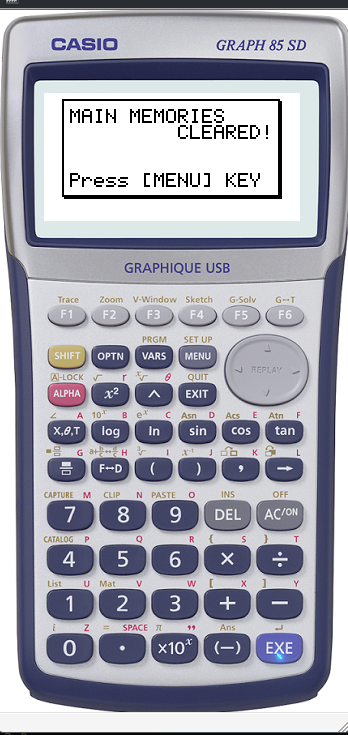 CASIO GRAPH 85 SD
MAIN MEMORIES
CLEARED!
Press [MENU] KEY
GRAPHIQUE USB
Trace Zoom V-Window Sketch G-Solv G↔T
F1 F2 F3 F4 F5 F6
PRGM SET UP
SHIFT OPTN VARS MENU
REPLAY
A-LOCK √ r ˣ√ θ QUIT
ALPHA x² ^ EXIT
∠ A 10ˣ B eˣ C Asn D Acs E Atn F
X,θ,T log ln sin cos tan
G H ³√ I x⁻¹ J K L
F↔D ( ) , →
CAPTURE M CLIP N PASTE O INS OFF
7 8 9 DEL AC/ON
CATALOG P Q R { S } T
4 5 6 × ÷
List U Mat V W [ X ] Y
1 2 3 + −
i Z = SPACE π " Ans ↵
0 . ×10ˣ (−) EXE